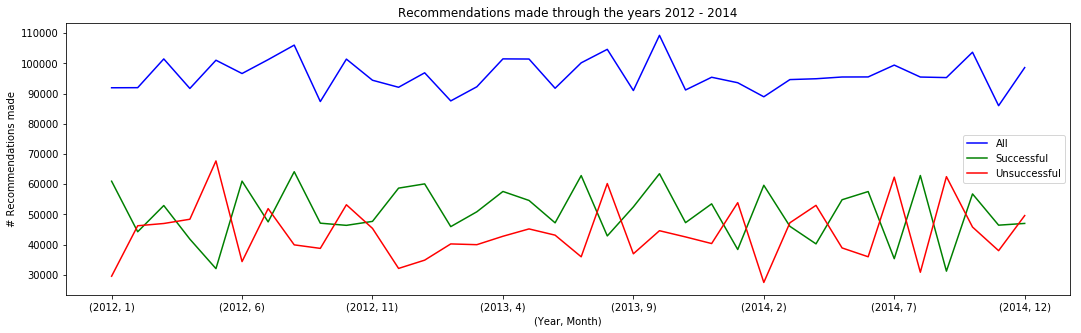 Recommendations made through the years 2012 - 2014
# Recommendations made
110000
100000
90000
80000
70000
60000
50000
40000
30000
All
Successful
Unsuccessful
(2012, 1)
(2012, 6)
(2012, 11)
(2013, 4)
(2013, 9)
(2014, 2)
(2014, 7)
(2014, 12)
(Year, Month)